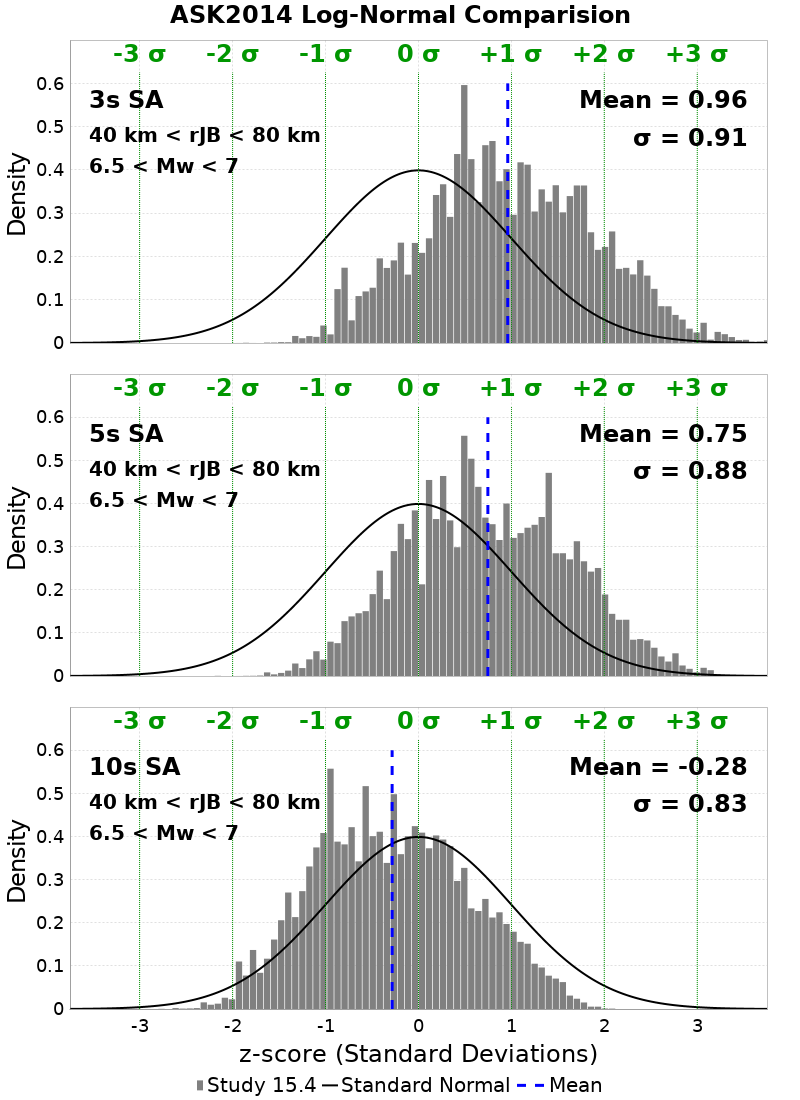 ASK2014 Log-Normal Comparision
-3 σ -2 σ -1 σ 0 σ +1 σ +2 σ +3 σ
3s SA
Mean = 0.96
40 km < rJB < 80 km
σ = 0.91
6.5 < Mw < 7
Density
0.6
0.5
0.4
0.3
0.2
0.1
0
-3 σ -2 σ -1 σ 0 σ +1 σ +2 σ +3 σ
5s SA
Mean = 0.75
40 km < rJB < 80 km
σ = 0.88
6.5 < Mw < 7
Density
0.6
0.5
0.4
0.3
0.2
0.1
0
-3 σ -2 σ -1 σ 0 σ +1 σ +2 σ +3 σ
10s SA
Mean = -0.28
40 km < rJB < 80 km
σ = 0.83
6.5 < Mw < 7
Density
0.6
0.5
0.4
0.3
0.2
0.1
0
-3 -2 -1 0 1 2 3
z-score (Standard Deviations)
Study 15.4 Standard Normal Mean